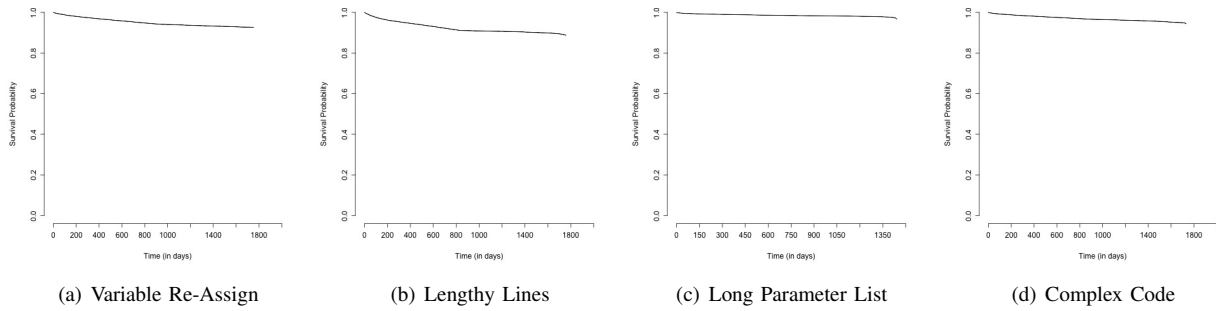 1.0
0.8
0.6
0.4
0.2
0.0
Survival Probability
0 200 400 600 800 1000 1400 1800
Time (in days)
(a) Variable Re-Assign
1.0
0.8
0.6
0.4
0.2
0.0
Survival Probability
0 200 400 600 800 1000 1400 1800
Time (in days)
(b) Lengthy Lines
1.0
0.8
0.6
0.4
0.2
0.0
Survival Probability
0 150 300 450 600 750 900 1050 1350
Time (in days)
(c) Long Parameter List
1.0
0.8
0.6
0.4
0.2
0.0
Survival Probability
0 200 400 600 800 1000 1400 1800
Time (in days)
(d) Complex Code